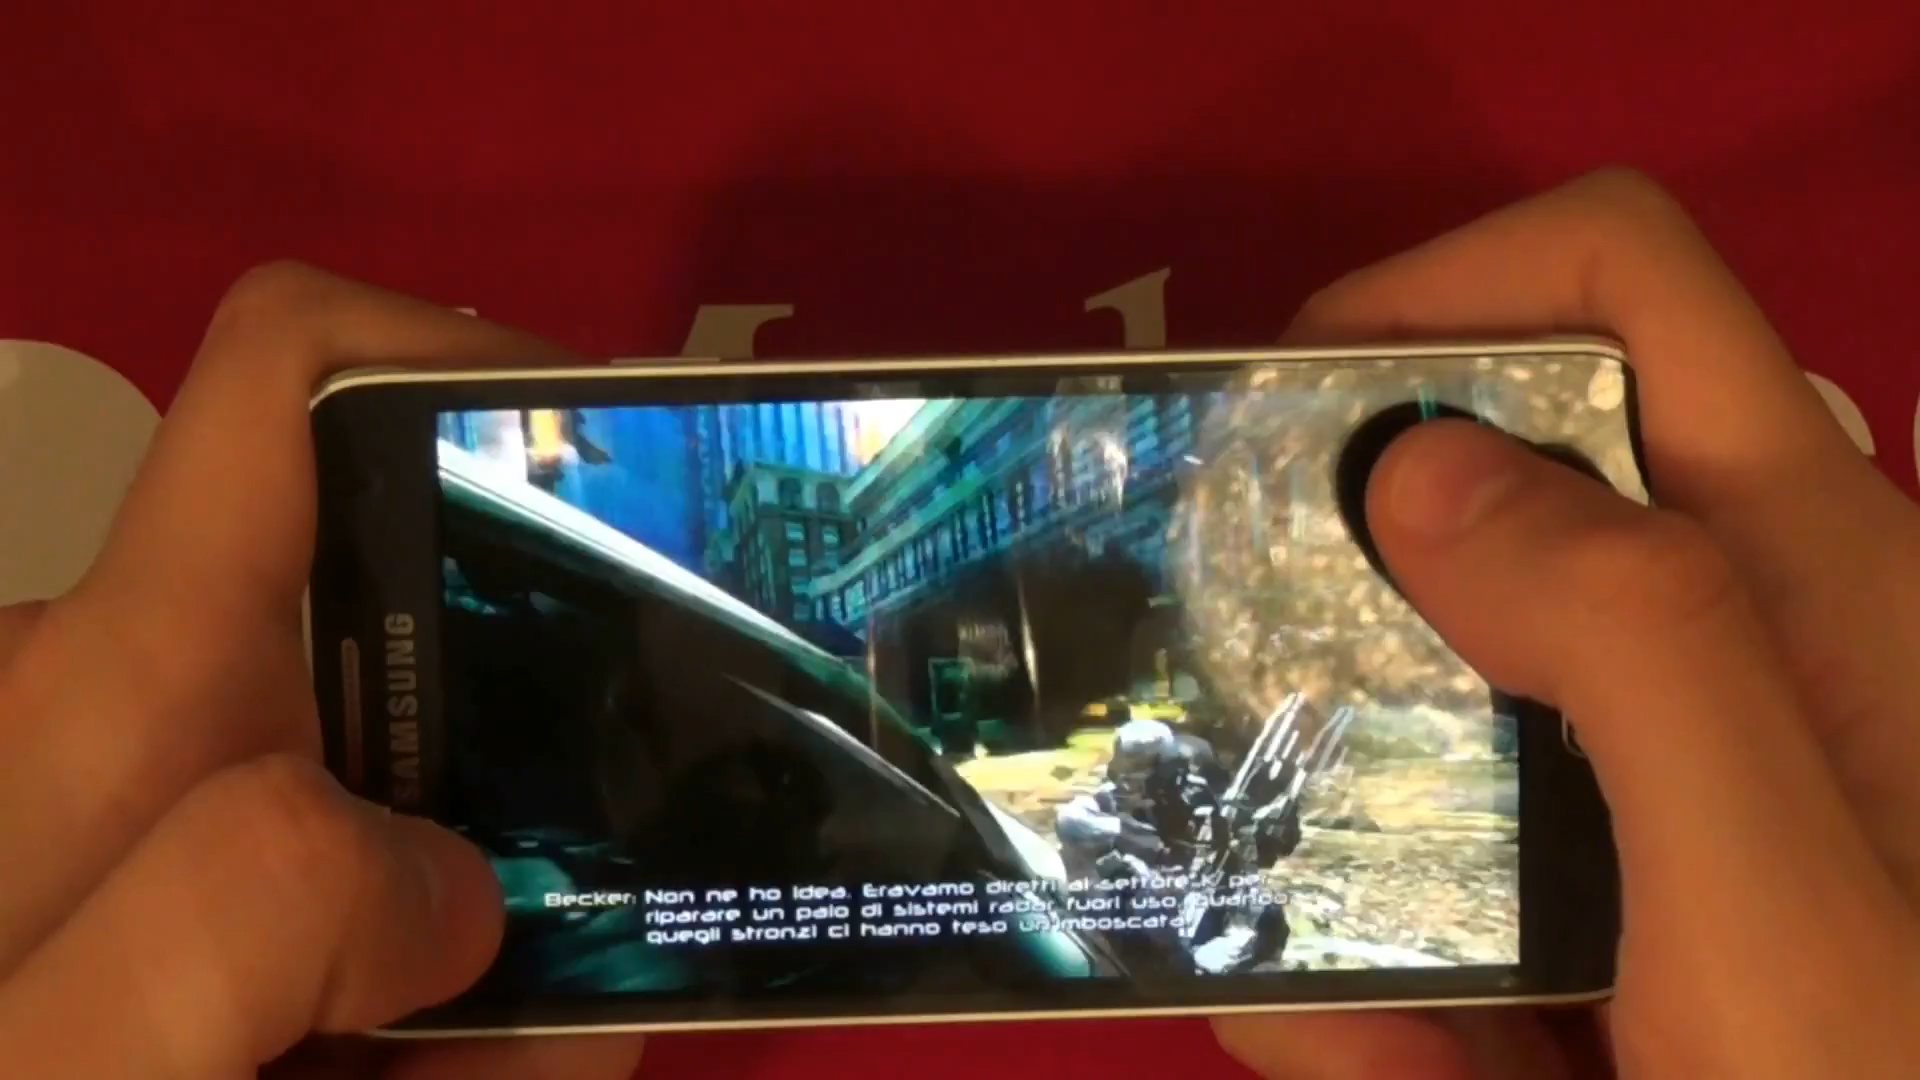 SAMSUNG
Becker: Non ne ho idea. Eravamo diretti al settore K per
riparare un paio di sistemi radar fuori uso, quando
quegli stronzi ci hanno teso un'imboscata!